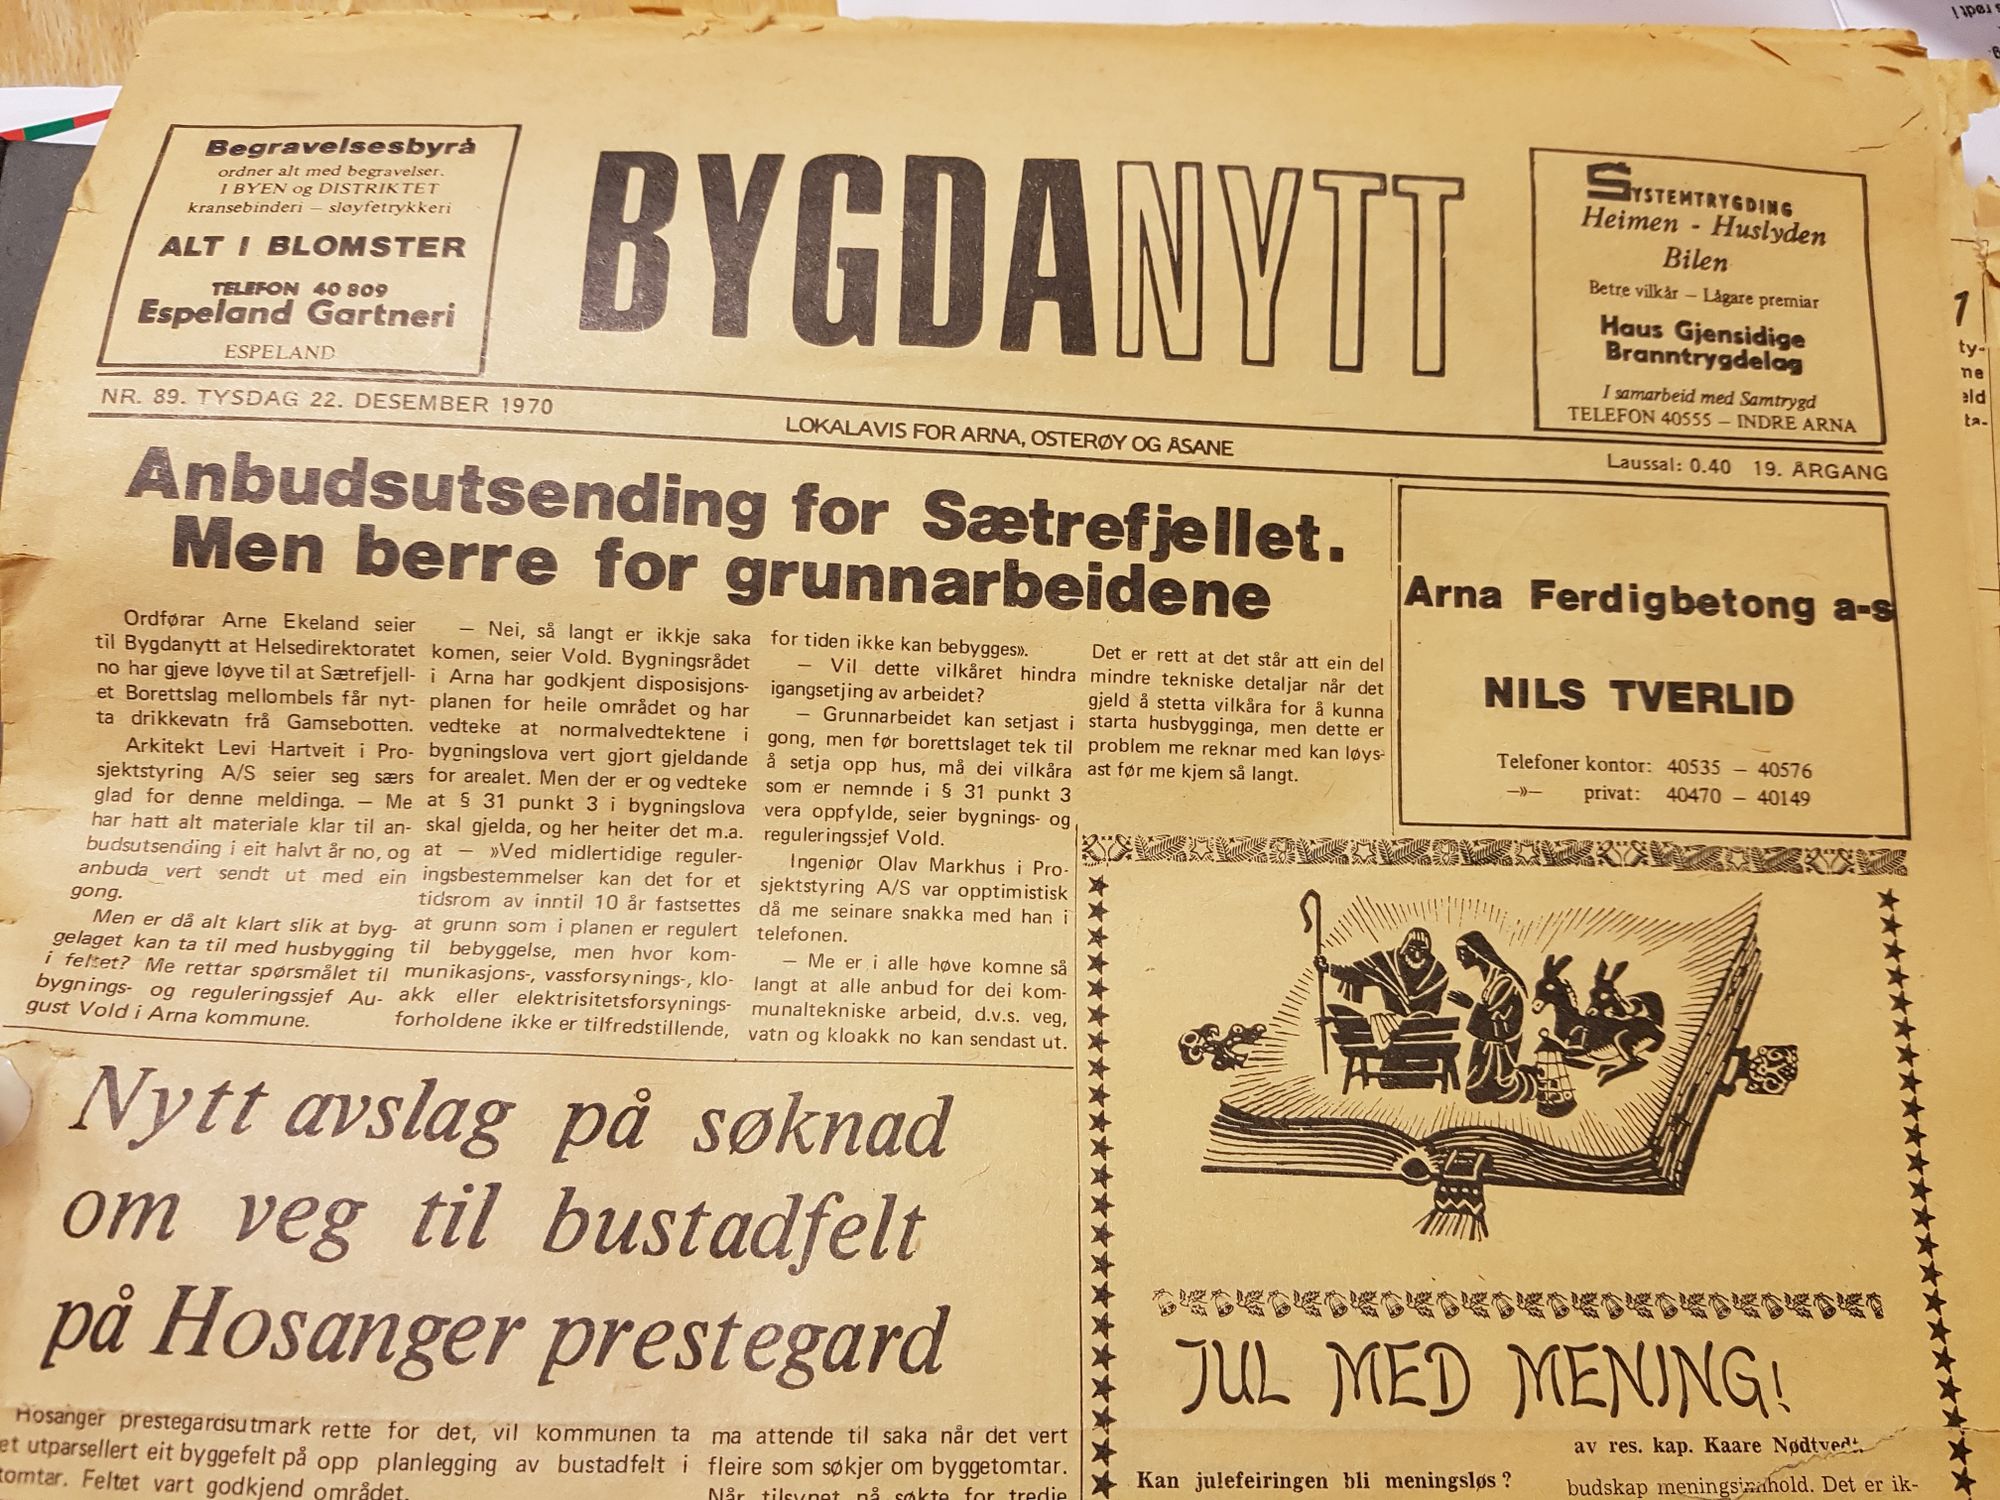 Begravelsesbyrå
ordner alt med begravelser.
I BYEN og DISTRIKTET
kransebinderi – sløyfetrykkeri
ALT I BLOMSTER
TELEFON 40 809
Espeland Gartneri
ESPELAND
BYGDANYTT
SYSTEMTRYGDING
Heimen - Huslyden
Bilen
Betre vilkår – Lågare premiar
Haus Gjensidige
Branntrygdelag
I samarbeid med Samtrygd
TELEFON 40555 – INDRE ARNA
NR. 89. TYSDAG 22. DESEMBER 1970
LOKALAVIS FOR ARNA, OSTERØY OG ÅSANE
Laussal: 0.40 19. ÅRGANG
Anbudsutsending for Sætrefjellet.
Men berre for grunnarbeidene
Ordførar Arne Ekeland seier
til Bygdanytt at Helsedirektoratet
no har gjeve løyve til at Sætrefjell-
et Borettslag mellombels får nyt-
ta drikkevatn frå Gamsebotten.
Arkitekt Levi Hartveit i Pro-
sjektstyring A/S seier seg særs
glad for denne meldinga. — Me
har hatt alt materiale klar til an-
budsutsending i eit halvt år no, og
anbuda vert sendt ut med ein
gong.
Men er då alt klart slik at byg-
gelaget kan ta til med husbygging
i feltet? Me rettar spørsmålet til
bygnings- og reguleringssjef Au-
gust Vold i Arna kommune.
— Nei, så langt er ikkje saka
komen, seier Vold. Bygningsrådet
i Arna har godkjent disposisjons-
planen for heile området og har
vedteke at normalvedtektene i
bygningslova vert gjort gjeldande
for arealet. Men der er og vedteke
at § 31 punkt 3 i bygningslova
skal gjelda, og her heiter det m.a.
at — »Ved midlertidige reguler-
ingsbestemmelser kan det for et
tidsrom av inntil 10 år fastsettes
at grunn som i planen er regulert
til bebyggelse, men hvor kom-
munikasjons-, vassforsynings-, klo-
akk eller elektrisitetsforsynings-
forholdene ikke er tilfredstillende,
for tiden ikke kan bebygges».
— Vil dette vilkåret hindra
igangsetjing av arbeidet?
— Grunnarbeidet kan setjast i
gong, men før borettslaget tek til
å setja opp hus, må dei vilkåra
som er nemnde i § 31 punkt 3
vera oppfylde, seier bygnings- og
reguleringssjef Vold.
Ingeniør Olav Markhus i Pro-
sjektstyring A/S var opptimistisk
då me seinare snakka med han i
telefonen.
— Me er i alle høve komne så
langt at alle anbud for dei kom-
munaltekniske arbeid, d.v.s. veg,
vatn og kloakk no kan sendast ut.
Det er rett at det står att ein del
mindre tekniske detaljar når det
gjeld å stetta vilkåra for å kunna
starta husbygginga, men dette er
problem me reknar med kan løys-
ast før me kjem så langt.
Arna Ferdigbetong a-s
NILS TVERLID
Telefoner kontor: 40535 – 40576
–»– privat: 40470 – 40149
Nytt avslag på søknad
om veg til bustadfelt
på Hosanger prestegard
Hosanger prestegardsutmark rette
et utparsellert eit byggefelt på
tomtar. Feltet vart godkjend
for det, vil kommunen ta
opp planlegging av bustadfelt i
området.
ma attende til saka når det vert
fleire som søkjer om byggetomtar.
Når tilsynet på søkte for tredje
JUL MED MENING!
av res. kap. Kaare Nødtvedt.
Kan julefeiringen bli meningsløs?
budskap meningsinnhold. Det er ik-
1
ty-
ne
eld
ta-